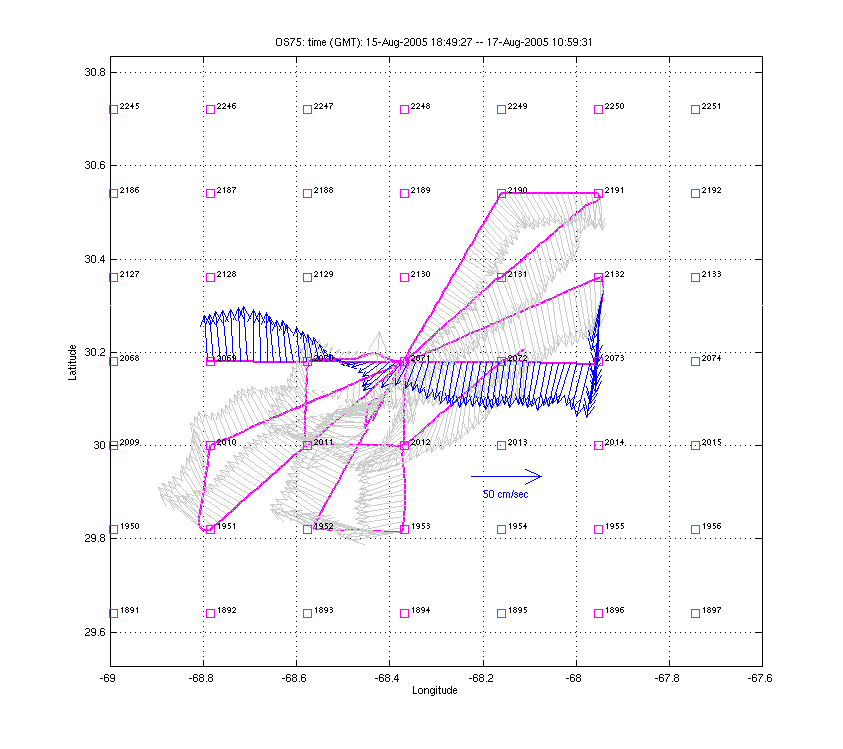 OS75: time (GMT): 15-Aug-2005 18:49:27 -- 17-Aug-2005 10:59:31
30.8
2245 2246 2247 2248 2249 2250 2251
30.6
2186 2187 2188 2189 2190 2191 2192
30.4
2127 2128 2129 2130 2131 2132 2133
30.2
2068 2069 2071 2072 2073 2074
Latitude
30
2009 2010 2011 2012 2013 2014 2015
50 cm/sec
29.8
1950 1951 1952 1953 1954 1955 1956
29.6
1891 1892 1893 1894 1895 1896 1897
-69 -68.8 -68.6 -68.4 -68.2 -68 -67.8 -67.6
Longitude